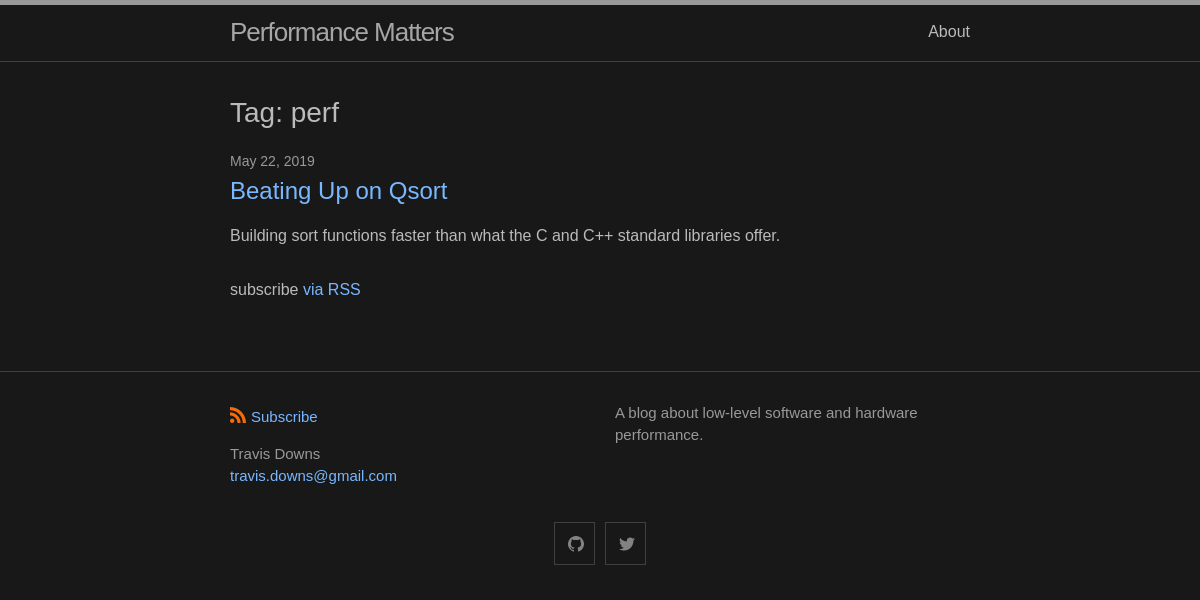 Performance Matters
About
Tag: perf
May 22, 2019
Beating Up on Qsort
Building sort functions faster than what the C and C++ standard libraries offer.
subscribe via RSS
Subscribe
Travis Downs
travis.downs@gmail.com
A blog about low-level software and hardware
performance.